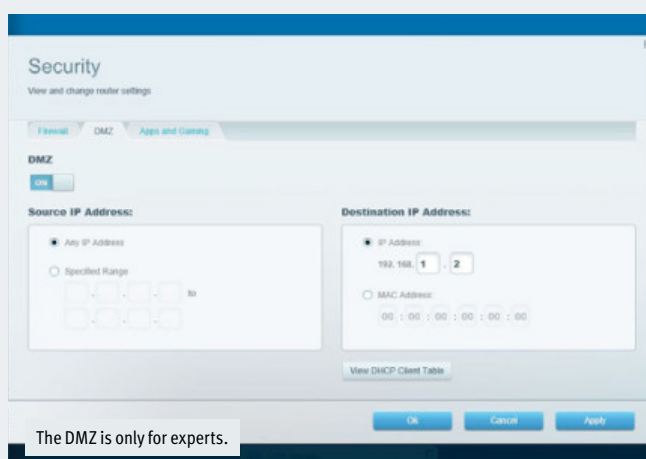 Security
View and change router settings
Firewall DMZ Apps and Gaming
DMZ
ON
Source IP Address:
Any IP Address
Specified Range
. . . to
. . .
Destination IP Address:
IP Address:
192. 168. 1 . 2
MAC Address:
00 : 00 : 00 : 00 : 00 : 00
View DHCP Client Table
Ok Cancel Apply
The DMZ is only for experts.